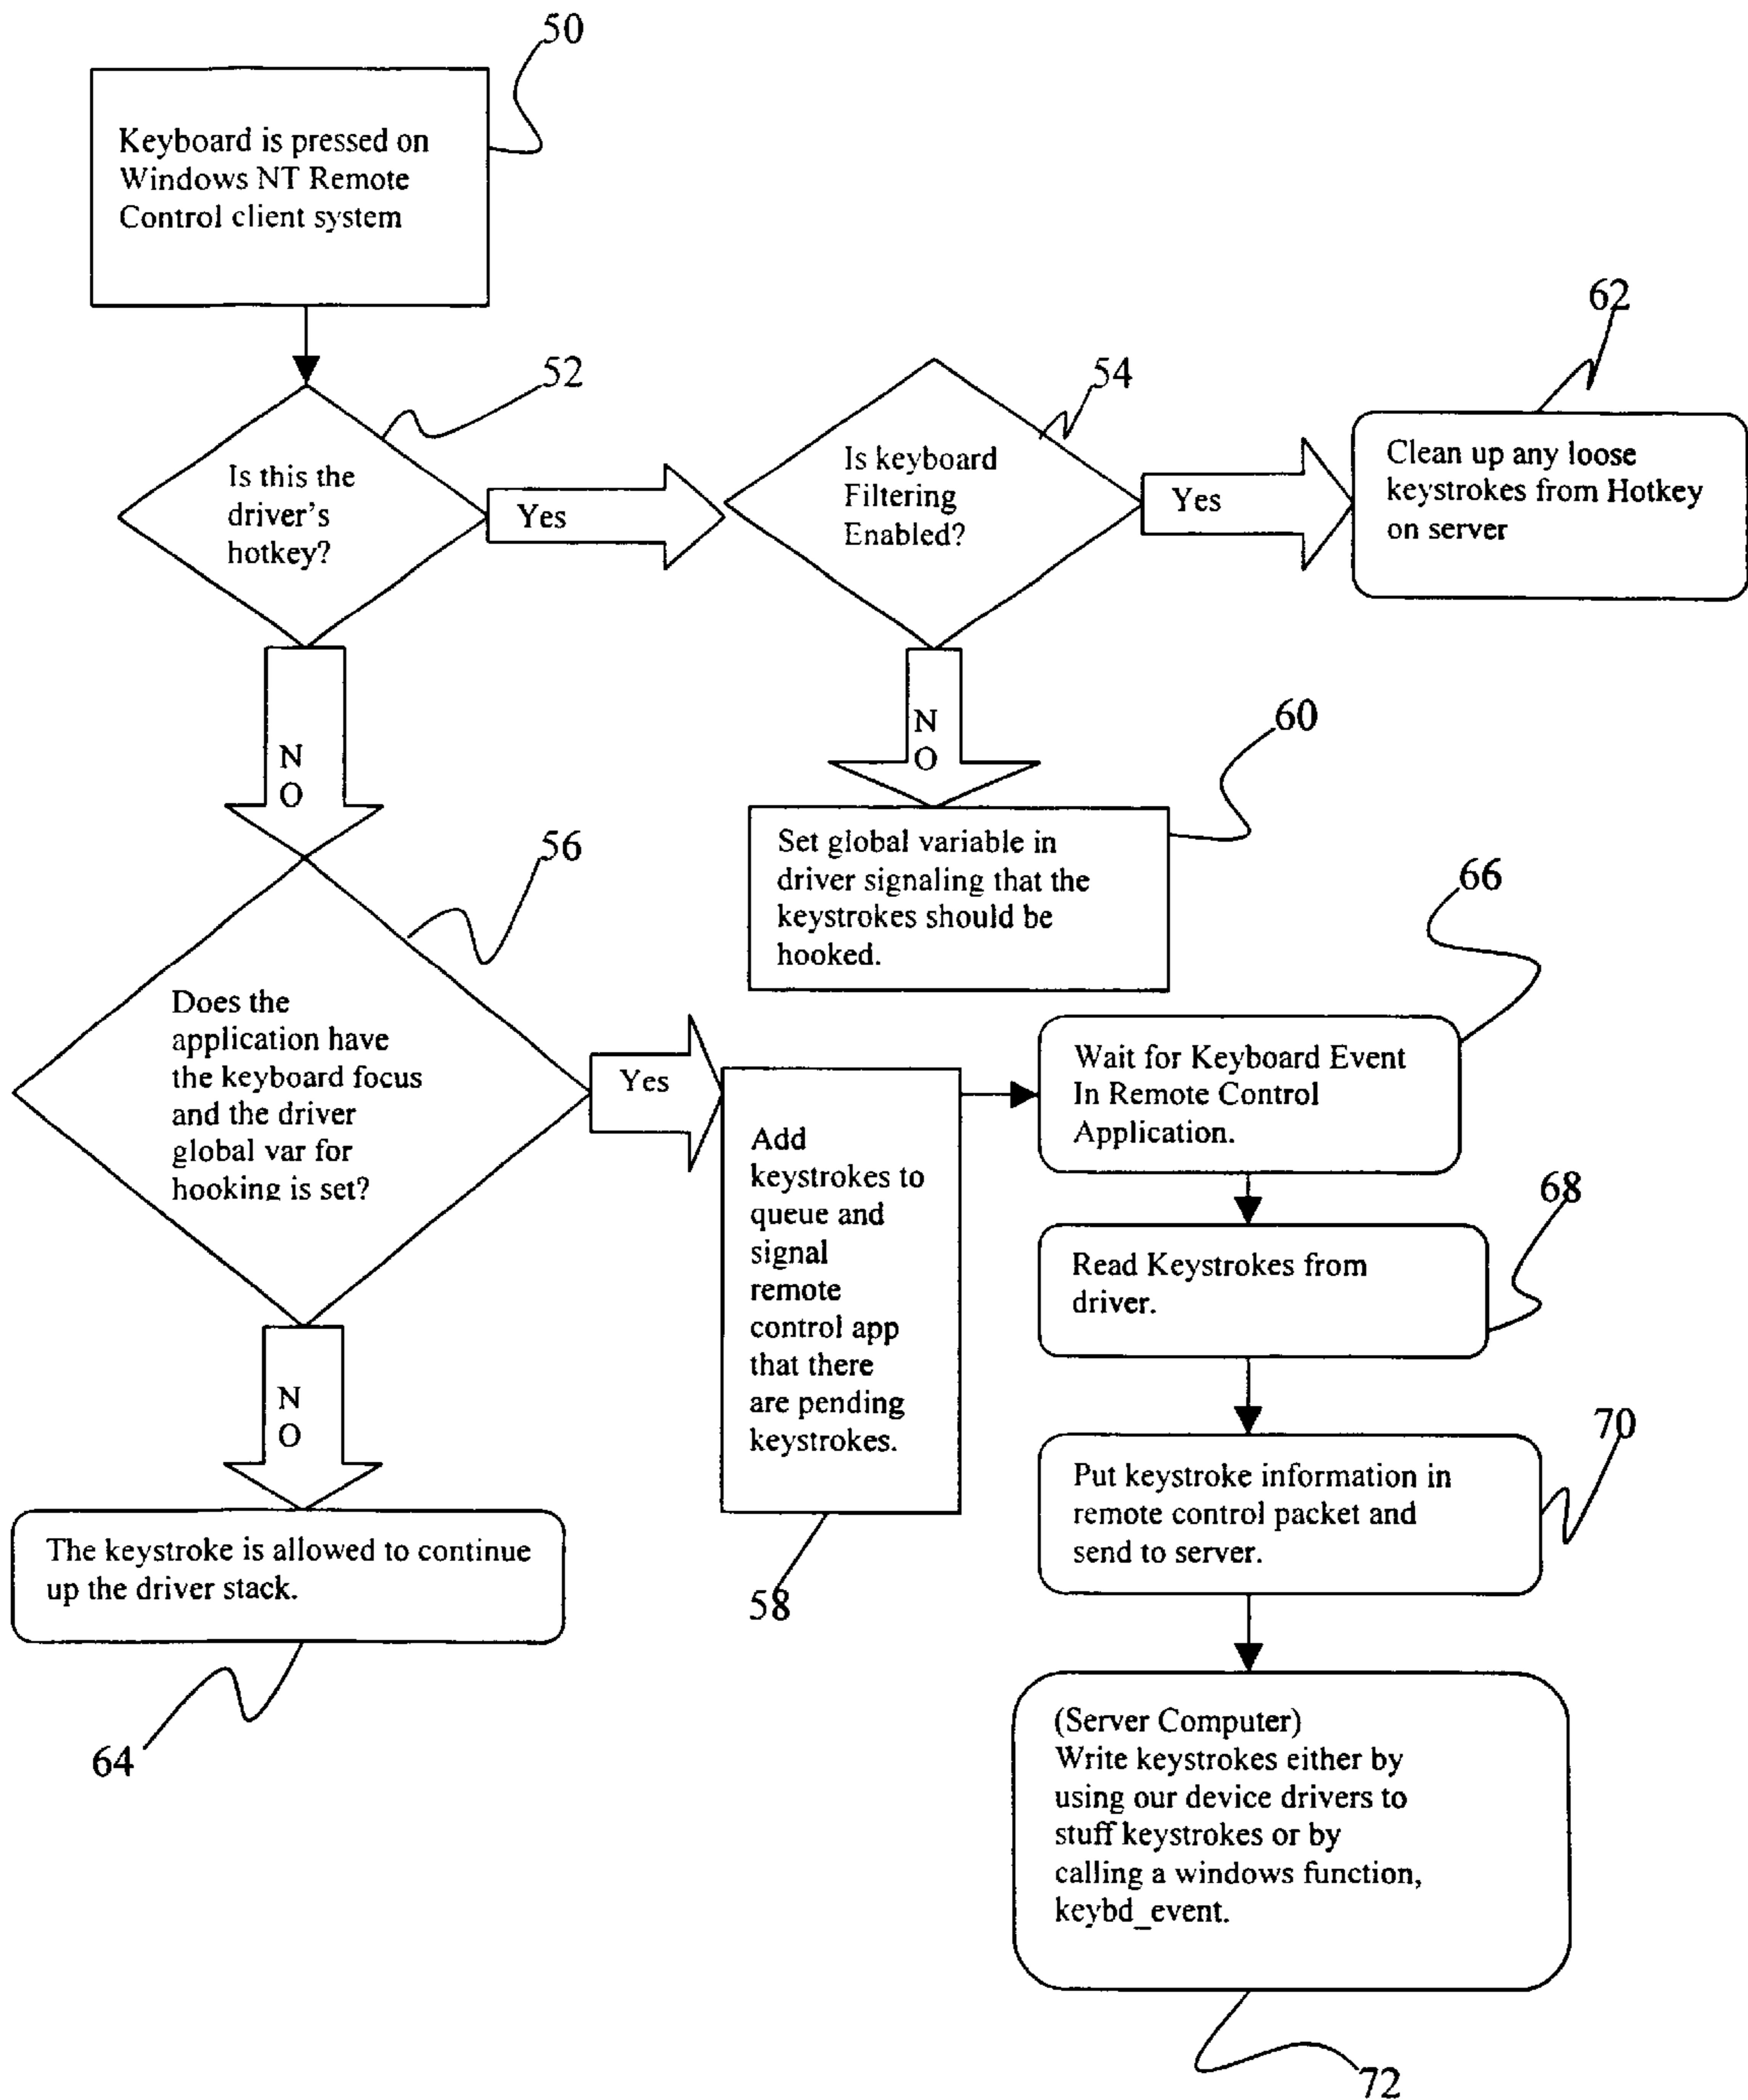 50
Keyboard is pressed on
Windows NT Remote
Control client system
52
Is this the
driver's
hotkey?
Yes
54
Is keyboard
Filtering
Enabled?
Yes
62
Clean up any loose
keystrokes from Hotkey
on server
N
O
N
O
60
Set global variable in
driver signaling that the
keystrokes should be
hooked.
56
Does the
application have
the keyboard focus
and the driver
global var for
hooking is set?
Yes
Add
keystrokes to
queue and
signal
remote
control app
that there
are pending
keystrokes.
58
66
Wait for Keyboard Event
In Remote Control
Application.
68
Read Keystrokes from
driver.
70
Put keystroke information in
remote control packet and
send to server.
N
O
The keystroke is allowed to continue
up the driver stack.
64
(Server Computer)
Write keystrokes either by
using our device drivers to
stuff keystrokes or by
calling a windows function,
keybd_event.
72